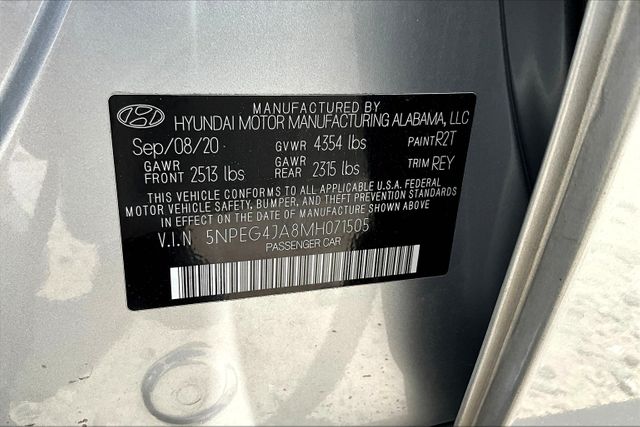 MANUFACTURED BY
HYUNDAI MOTOR MANUFACTURING ALABAMA, LLC
Sep/08/20 GVWR 4354 lbs PAINT R2T
GAWR FRONT 2513 lbs GAWR REAR 2315 lbs TRIM REY
THIS VEHICLE CONFORMS TO ALL APPLICABLE U.S.A. FEDERAL
MOTOR VEHICLE SAFETY, BUMPER, AND THEFT PREVENTION STANDARDS
IN EFFECT ON THE DATE OF MANUFACTURE SHOWN ABOVE.
V.I.N. 5NPEG4JA8MH071505
PASSENGER CAR